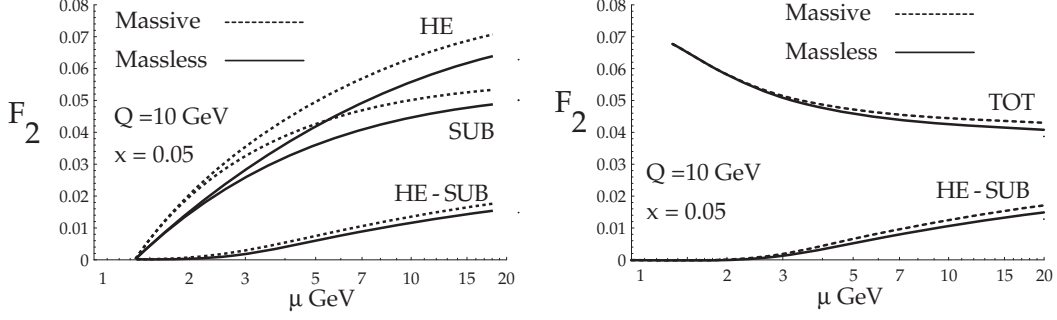 0.08
0.07
0.06
0.05
0.04
0.03
0.02
0.01
0
F2
Massive
Massless
Q =10 GeV
x = 0.05
HE
SUB
HE - SUB
1 2 3 5 7 10 15 20
μ GeV
0.08
0.07
0.06
0.05
0.04
0.03
0.02
0.01
0
F2
Massive
Massless
TOT
Q =10 GeV
x = 0.05
HE - SUB
1 2 3 5 7 10 15 20
μ GeV